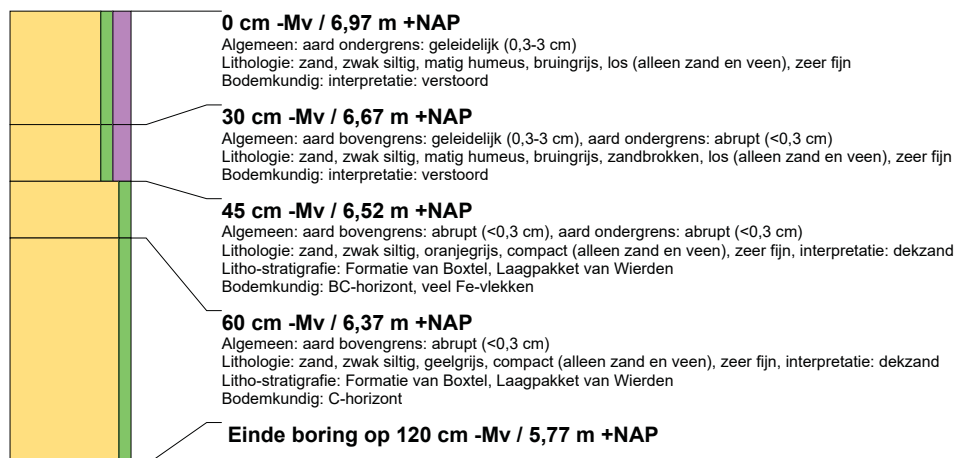 0 cm -Mv / 6,97 m +NAP
Algemeen: aard ondergrens: geleidelijk (0,3-3 cm)
Lithologie: zand, zwak siltig, matig humeus, bruingrijs, los (alleen zand en veen), zeer fijn
Bodemkundig: interpretatie: verstoord
30 cm -Mv / 6,67 m +NAP
Algemeen: aard bovengrens: geleidelijk (0,3-3 cm), aard ondergrens: abrupt (<0,3 cm)
Lithologie: zand, zwak siltig, matig humeus, bruingrijs, zandbrokken, los (alleen zand en veen), zeer fijn
Bodemkundig: interpretatie: verstoord
45 cm -Mv / 6,52 m +NAP
Algemeen: aard bovengrens: abrupt (<0,3 cm), aard ondergrens: abrupt (<0,3 cm)
Lithologie: zand, zwak siltig, oranjegrijs, compact (alleen zand en veen), zeer fijn, interpretatie: dekzand
Litho-stratigrafie: Formatie van Boxtel, Laagpakket van Wierden
Bodemkundig: BC-horizont, veel Fe-vlekken
60 cm -Mv / 6,37 m +NAP
Algemeen: aard bovengrens: abrupt (<0,3 cm)
Lithologie: zand, zwak siltig, geelgrijs, compact (alleen zand en veen), zeer fijn, interpretatie: dekzand
Litho-stratigrafie: Formatie van Boxtel, Laagpakket van Wierden
Bodemkundig: C-horizont
Einde boring op 120 cm -Mv / 5,77 m +NAP